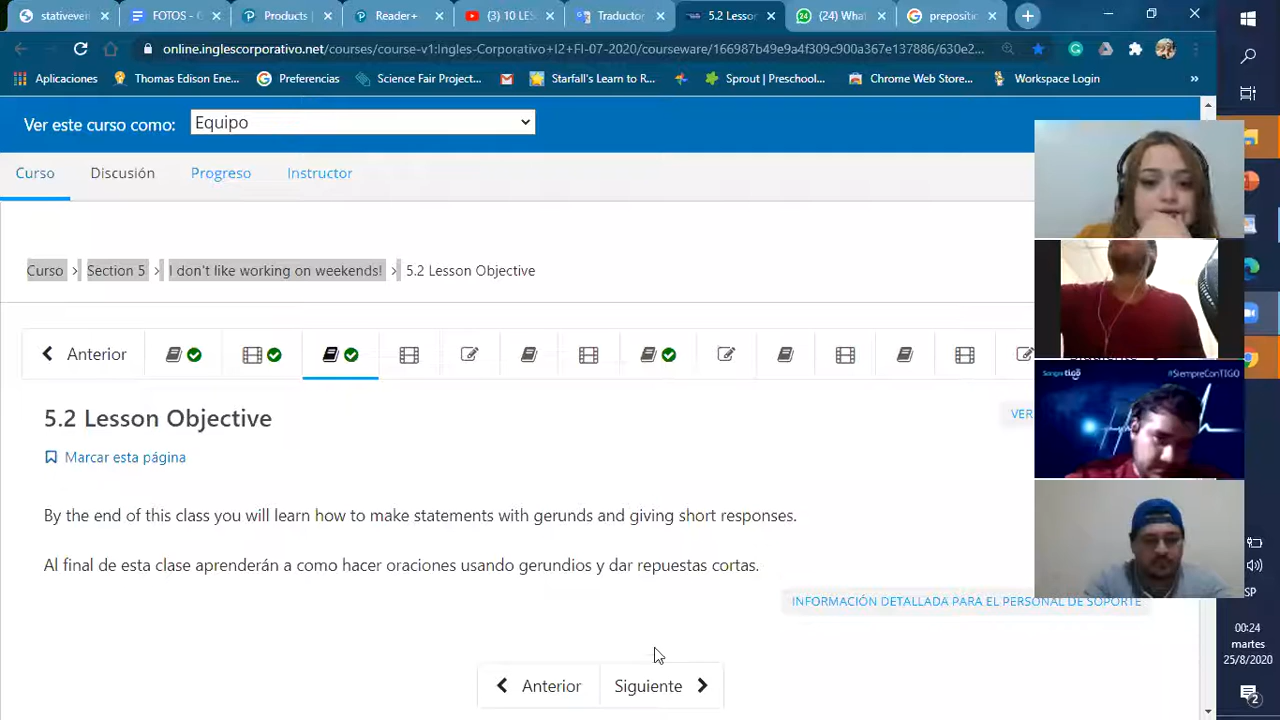 stativever
FOTOS - G
Products |
Reader+
(3) 10 LES
Traductor
5.2 Lesson
(24) What
preposition
online.inglescorporativo.net/courses/course-v1:Ingles-Corporativo+I2+FI-07-2020/courseware/166987b49e9a4f309c900a367e137886/630e2...
Aplicaciones
Thomas Edison Ene...
Preferencias
Science Fair Project...
Starfall's Learn to R...
Sprout | Preschool...
Chrome Web Store...
Workspace Login
»
Ver este curso como:
Equipo
Curso
Discusión
Progreso
Instructor
Curso > Section 5 > I don't like working on weekends! > 5.2 Lesson Objective
Anterior
5.2 Lesson Objective
VER
Marcar esta página
tigo
#SiempreConTIGO
By the end of this class you will learn how to make statements with gerunds and giving short responses.
Al final de esta clase aprenderán a como hacer oraciones usando gerundios y dar repuestas cortas.
INFORMACIÓN DETALLADA PARA EL PERSONAL DE SOPORTE
Anterior
Siguiente
SP
00:24
martes
25/8/2020
2